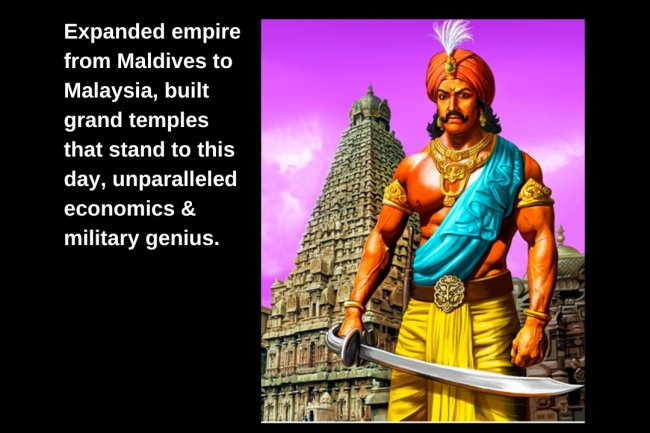 Expanded empire
from Maldives to
Malaysia, built
grand temples
that stand to this
day, unparalleled
economics &
military genius.